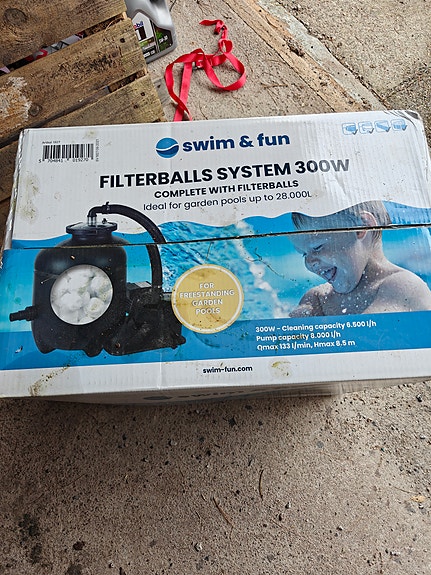 swim & fun
FILTERBALLS SYSTEM 300W
COMPLETE WITH FILTERBALLS
Ideal for garden pools up to 28.000L
FOR
FREESTANDING
GARDEN
POOLS
300W - Cleaning capacity 6.500 l/h
Pump capacity 8.000 l/h
Qmax 133 l/min, Hmax 8.5 m
swim-fun.com